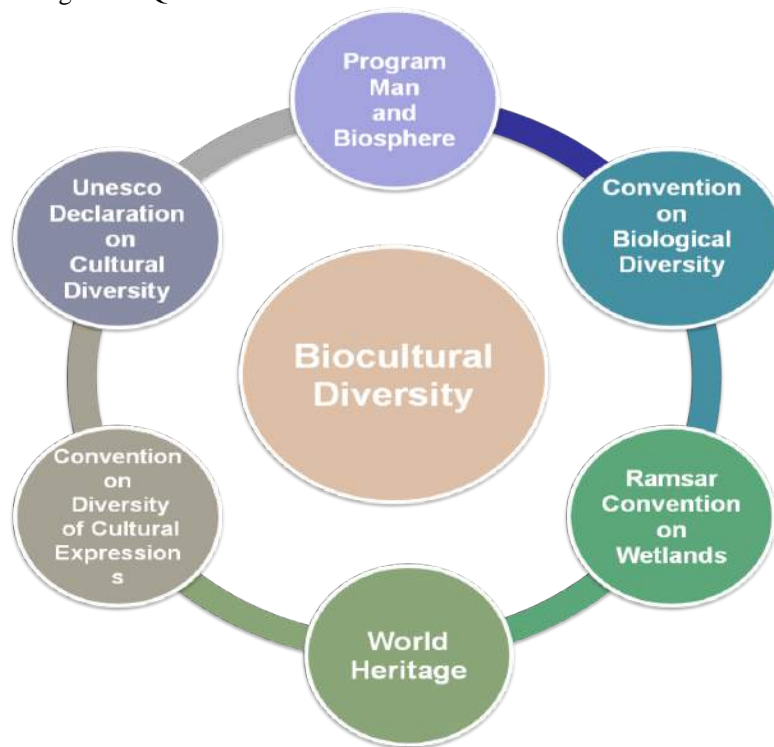 Program
Man
and
Biosphere
Convention
on
Biological
Diversity
Ramsar
Convention
on
Wetlands
World
Heritage
Convention
on
Diversity
of Cultural
Expression
s
Unesco
Declaration
on
Cultural
Diversity
Biocultural
Diversity